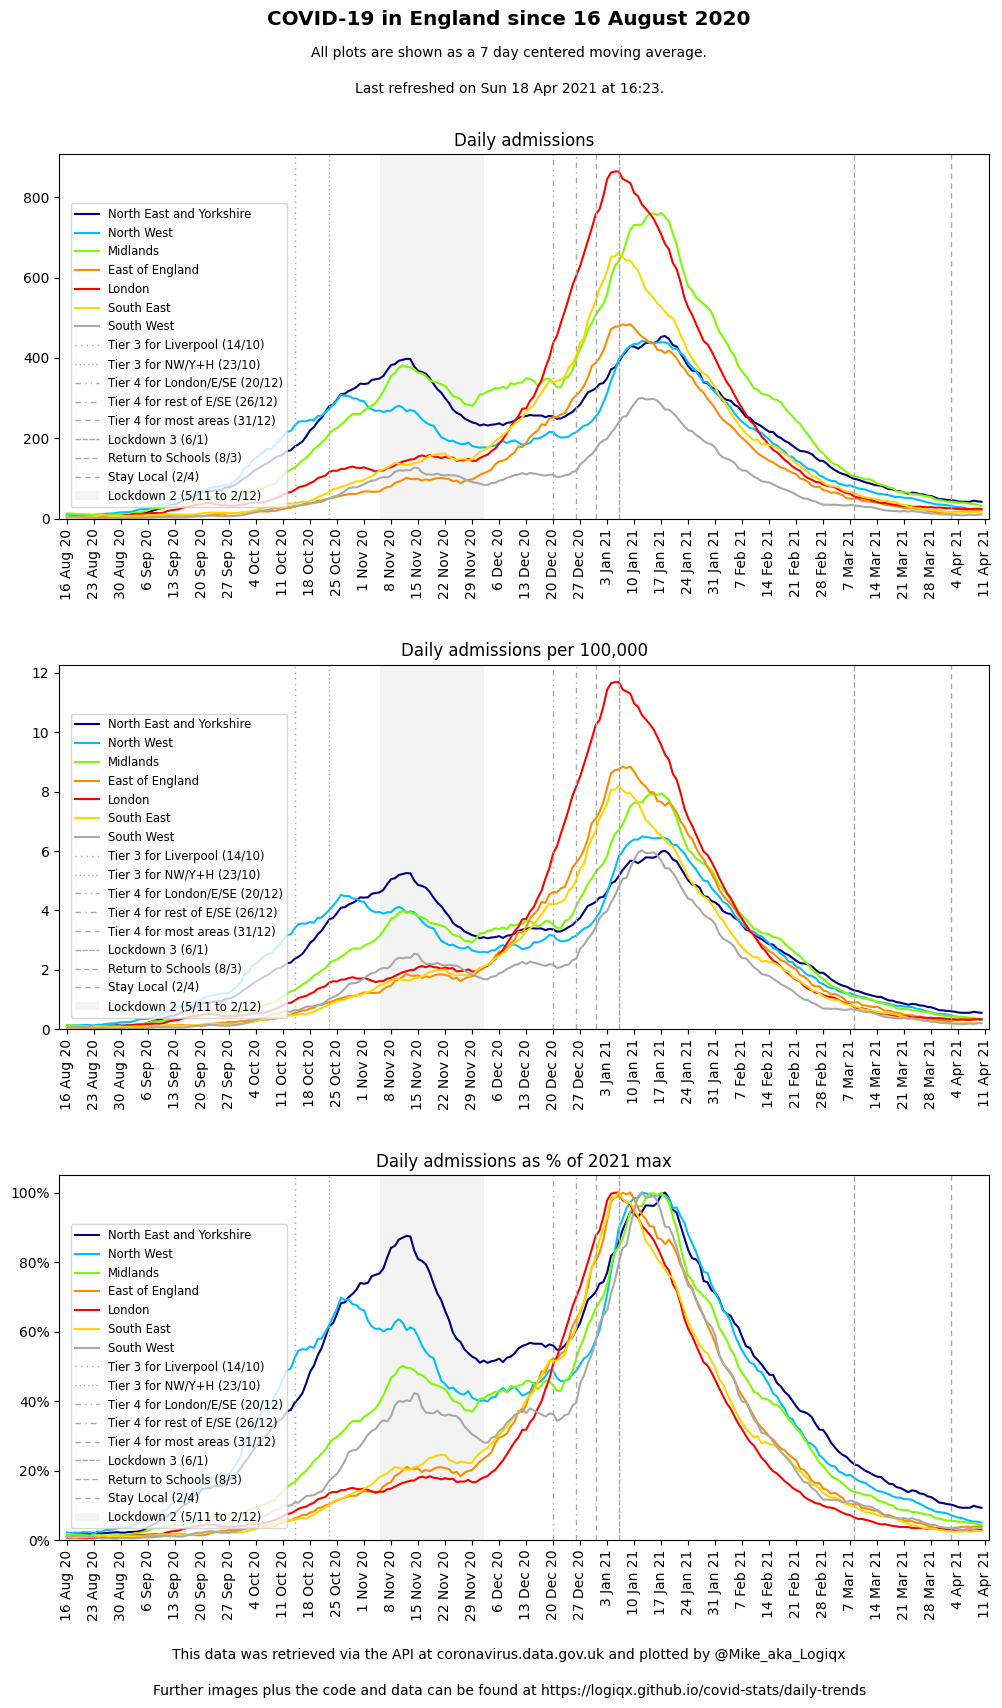 COVID-19 in England since 16 August 2020
All plots are shown as a 7 day centered moving average.
Last refreshed on Sun 18 Apr 2021 at 16:23.
Daily admissions
800
600
400
200
0
North East and Yorkshire
North West
Midlands
East of England
London
South East
South West
Tier 3 for Liverpool (14/10)
Tier 3 for NW/Y+H (23/10)
Tier 4 for London/E/SE (20/12)
Tier 4 for rest of E/SE (26/12)
Tier 4 for most areas (31/12)
Lockdown 3 (6/1)
Return to Schools (8/3)
Stay Local (2/4)
Lockdown 2 (5/11 to 2/12)
16 Aug 20
23 Aug 20
30 Aug 20
6 Sep 20
13 Sep 20
20 Sep 20
27 Sep 20
4 Oct 20
11 Oct 20
18 Oct 20
25 Oct 20
1 Nov 20
8 Nov 20
15 Nov 20
22 Nov 20
29 Nov 20
6 Dec 20
13 Dec 20
20 Dec 20
27 Dec 20
3 Jan 21
10 Jan 21
17 Jan 21
24 Jan 21
31 Jan 21
7 Feb 21
14 Feb 21
21 Feb 21
28 Feb 21
7 Mar 21
14 Mar 21
21 Mar 21
28 Mar 21
4 Apr 21
11 Apr 21
Daily admissions per 100,000
12
10
8
6
4
2
0
North East and Yorkshire
North West
Midlands
East of England
London
South East
South West
Tier 3 for Liverpool (14/10)
Tier 3 for NW/Y+H (23/10)
Tier 4 for London/E/SE (20/12)
Tier 4 for rest of E/SE (26/12)
Tier 4 for most areas (31/12)
Lockdown 3 (6/1)
Return to Schools (8/3)
Stay Local (2/4)
Lockdown 2 (5/11 to 2/12)
16 Aug 20
23 Aug 20
30 Aug 20
6 Sep 20
13 Sep 20
20 Sep 20
27 Sep 20
4 Oct 20
11 Oct 20
18 Oct 20
25 Oct 20
1 Nov 20
8 Nov 20
15 Nov 20
22 Nov 20
29 Nov 20
6 Dec 20
13 Dec 20
20 Dec 20
27 Dec 20
3 Jan 21
10 Jan 21
17 Jan 21
24 Jan 21
31 Jan 21
7 Feb 21
14 Feb 21
21 Feb 21
28 Feb 21
7 Mar 21
14 Mar 21
21 Mar 21
28 Mar 21
4 Apr 21
11 Apr 21
Daily admissions as % of 2021 max
100%
80%
60%
40%
20%
0%
North East and Yorkshire
North West
Midlands
East of England
London
South East
South West
Tier 3 for Liverpool (14/10)
Tier 3 for NW/Y+H (23/10)
Tier 4 for London/E/SE (20/12)
Tier 4 for rest of E/SE (26/12)
Tier 4 for most areas (31/12)
Lockdown 3 (6/1)
Return to Schools (8/3)
Stay Local (2/4)
Lockdown 2 (5/11 to 2/12)
16 Aug 20
23 Aug 20
30 Aug 20
6 Sep 20
13 Sep 20
20 Sep 20
27 Sep 20
4 Oct 20
11 Oct 20
18 Oct 20
25 Oct 20
1 Nov 20
8 Nov 20
15 Nov 20
22 Nov 20
29 Nov 20
6 Dec 20
13 Dec 20
20 Dec 20
27 Dec 20
3 Jan 21
10 Jan 21
17 Jan 21
24 Jan 21
31 Jan 21
7 Feb 21
14 Feb 21
21 Feb 21
28 Feb 21
7 Mar 21
14 Mar 21
21 Mar 21
28 Mar 21
4 Apr 21
11 Apr 21
This data was retrieved via the API at coronavirus.data.gov.uk and plotted by @Mike_aka_Logiqx
Further images plus the code and data can be found at https://logiqx.github.io/covid-stats/daily-trends